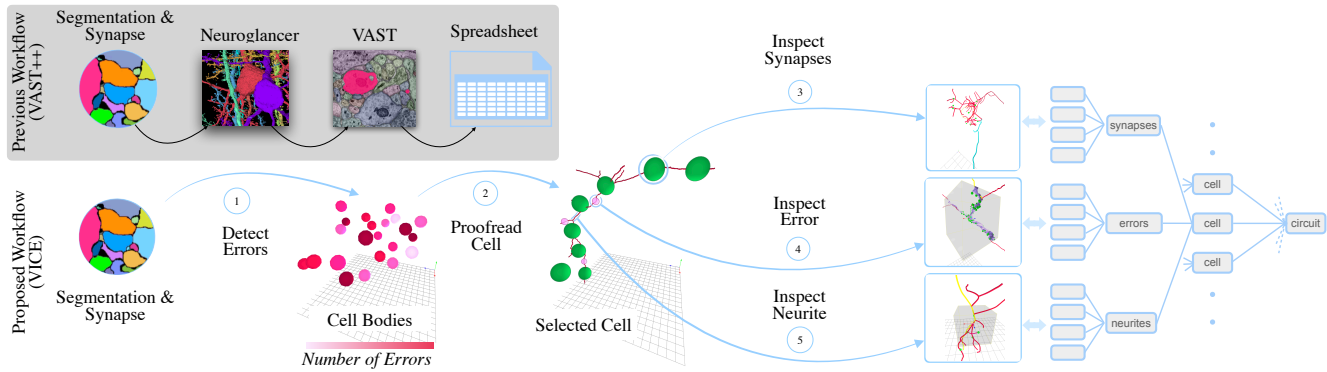 Previous Workflow
(VAST++)
Segmentation &
Synapse
Neuroglancer
VAST
Spreadsheet
Proposed Workflow
(VICE)
Segmentation &
Synapse
1
Detect
Errors
Cell Bodies
Number of Errors
2
Proofread
Cell
Selected Cell
Inspect
Synapses
3
Inspect
Error
4
Inspect
Neurite
5
synapses
errors
neurites
cell
cell
cell
circuit